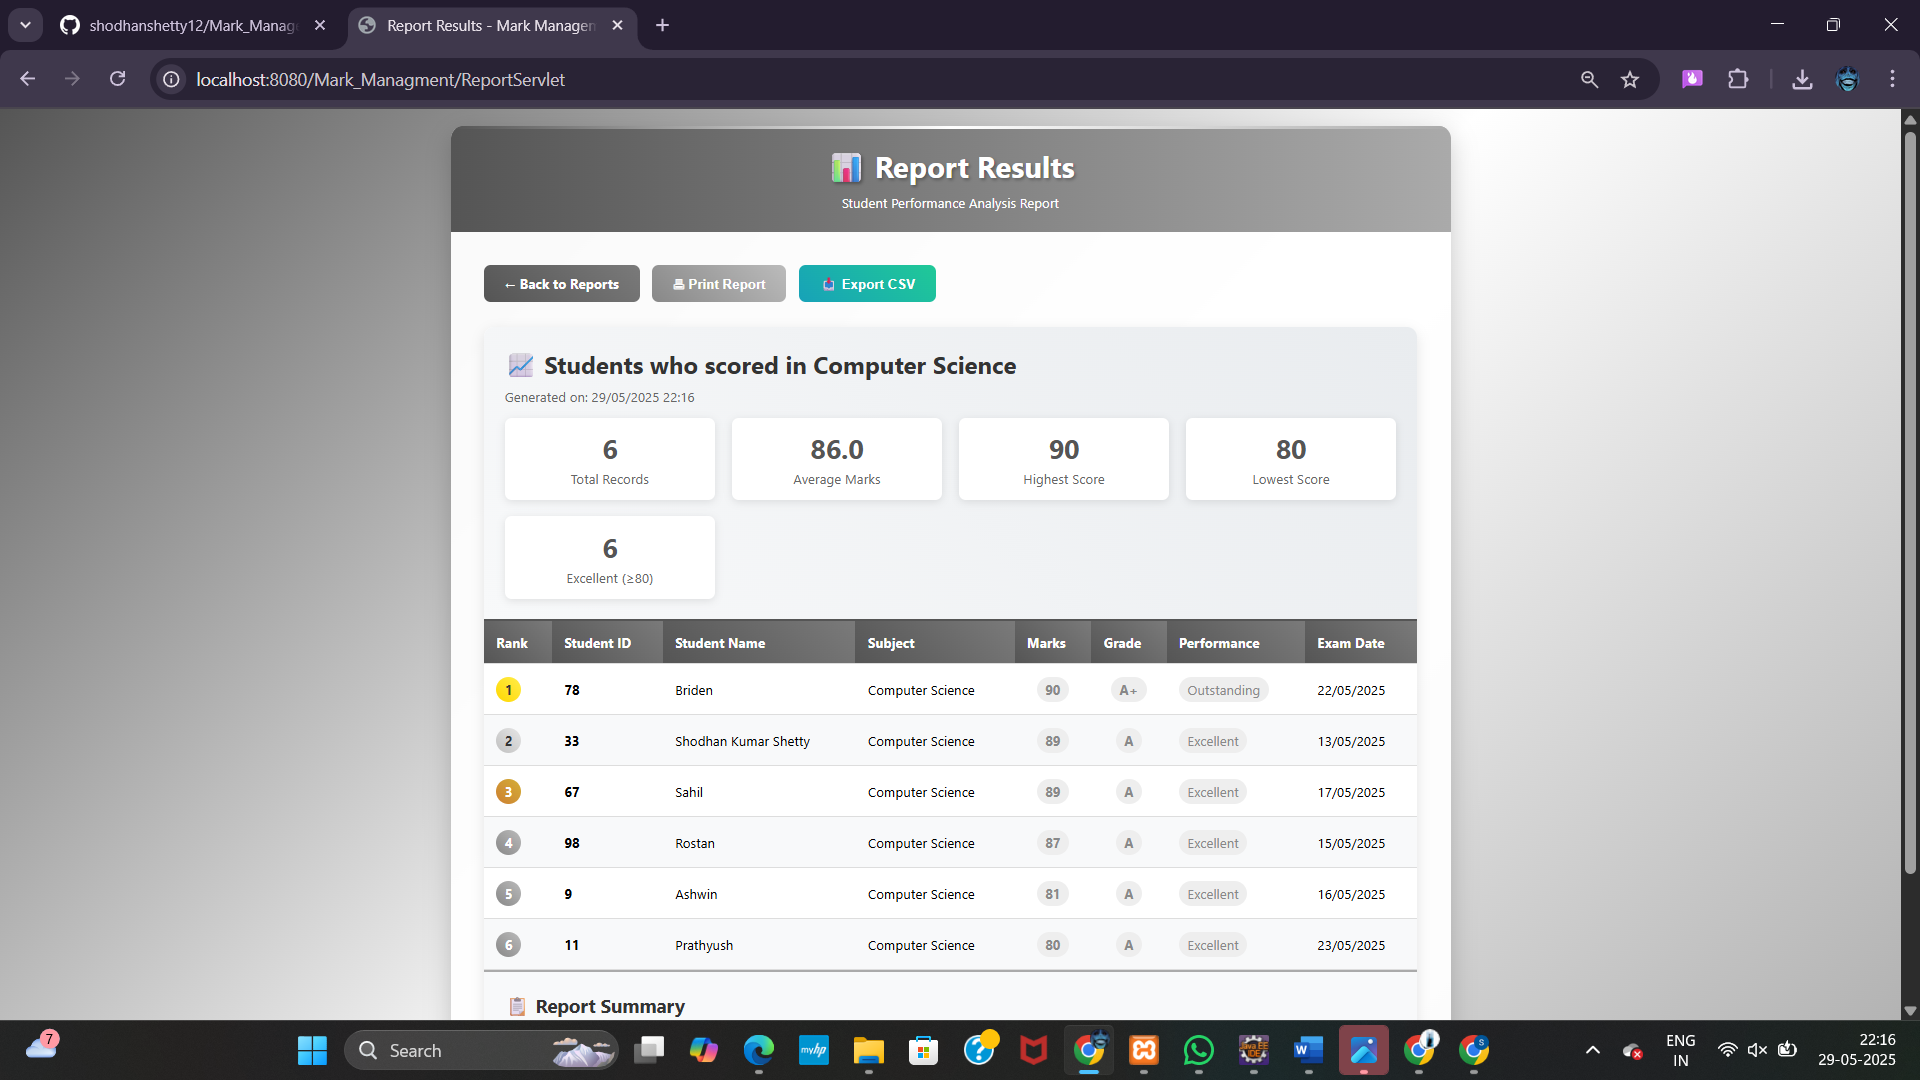 shodhanshetty12/Mark_Manag
Report Results - Mark Managem
localhost:8080/Mark_Managment/ReportServlet
Report Results
Student Performance Analysis Report
← Back to Reports
Print Report
Export CSV
Students who scored in Computer Science
Generated on: 29/05/2025 22:16
6
Total Records
86.0
Average Marks
90
Highest Score
80
Lowest Score
6
Excellent (≥80)
Rank Student ID Student Name Subject Marks Grade Performance Exam Date
1 78 Briden Computer Science 90 A+ Outstanding 22/05/2025
2 33 Shodhan Kumar Shetty Computer Science 89 A Excellent 13/05/2025
3 67 Sahil Computer Science 89 A Excellent 17/05/2025
4 98 Rostan Computer Science 87 A Excellent 15/05/2025
5 9 Ashwin Computer Science 81 A Excellent 16/05/2025
6 11 Prathyush Computer Science 80 A Excellent 23/05/2025
Report Summary
7
Search
myhp
Java EE
IDE
W
S
ENG
IN
22:16
29-05-2025